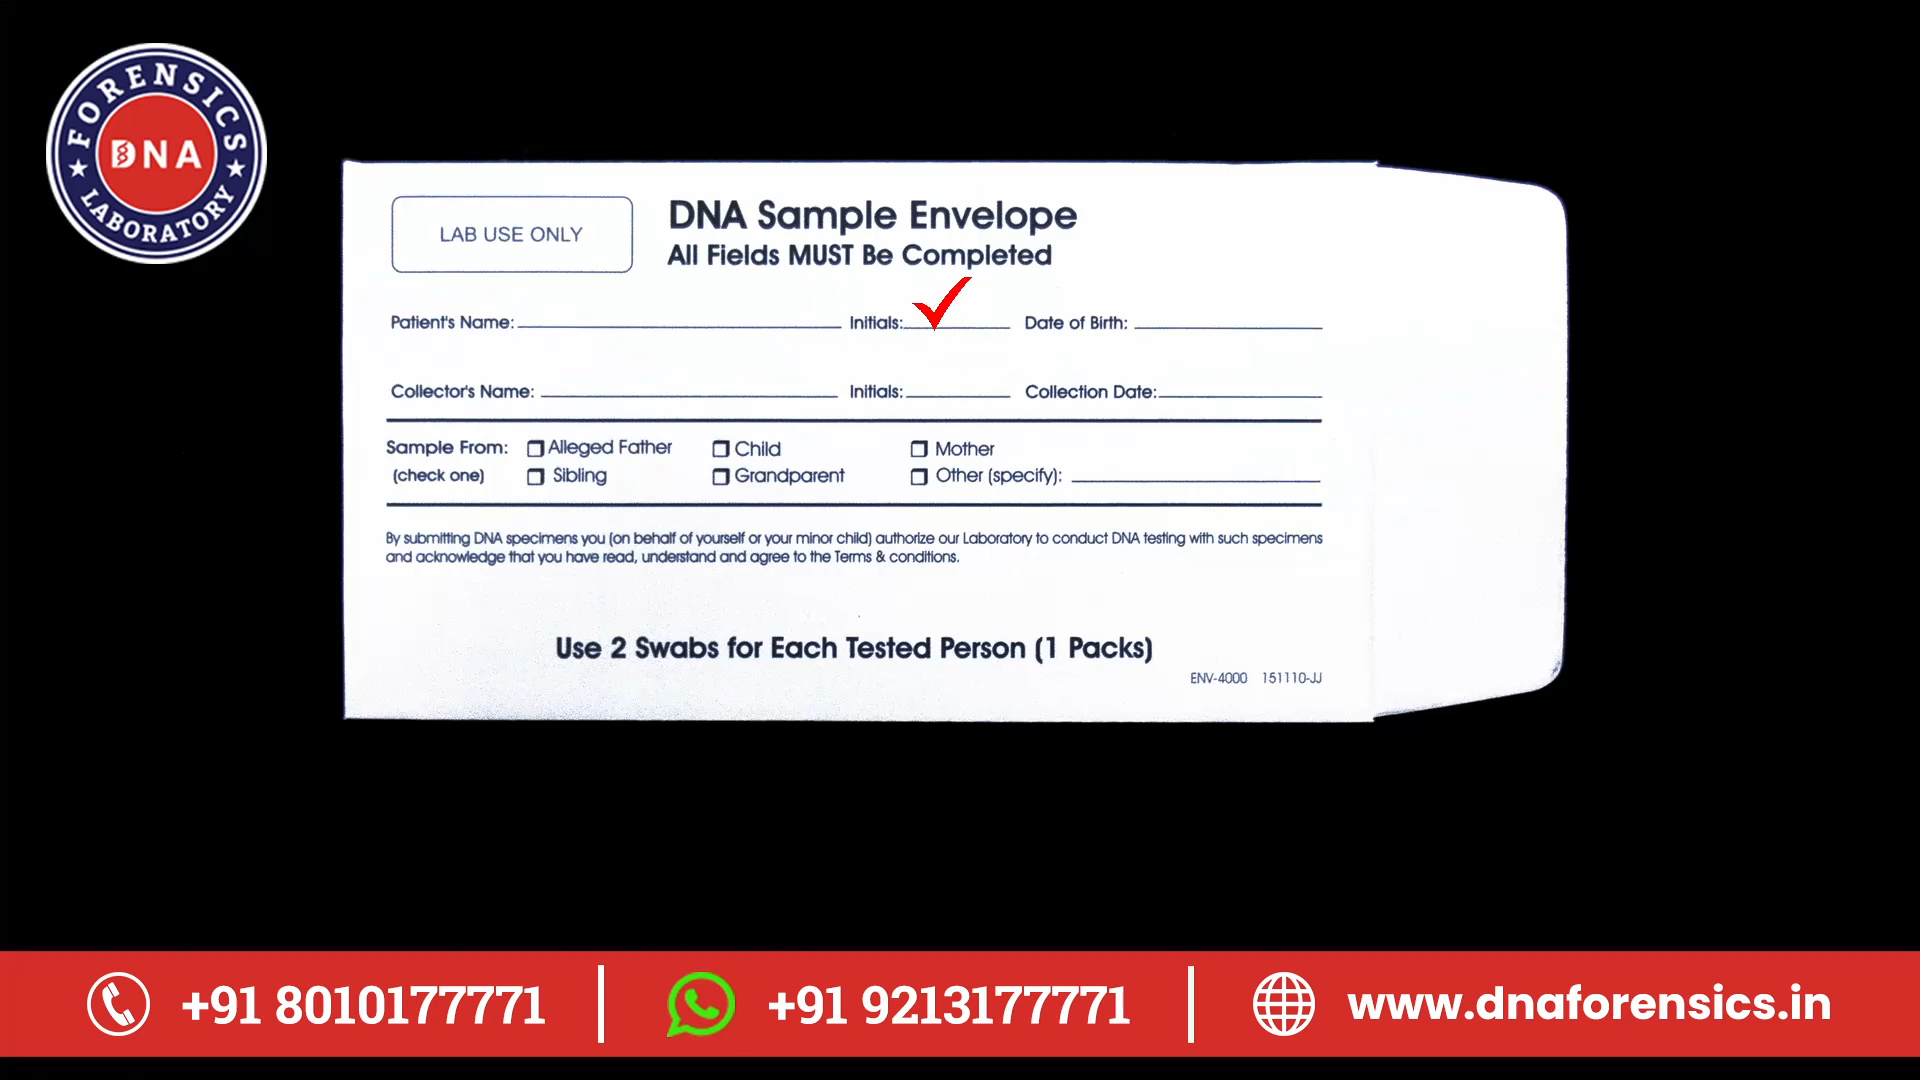 FORENSICS
DNA
LABORATORY
LAB USE ONLY
DNA Sample Envelope
All Fields MUST Be Completed
Patient's Name: Initials: Date of Birth:
Collector's Name: Initials: Collection Date:
Sample From: Alleged Father Child Mother
(check one) Sibling Grandparent Other (specify):
By submitting DNA specimens you (on behalf of yourself or your minor child) authorize our Laboratory to conduct DNA testing with such specimens
and acknowledge that you have read, understand and agree to the Terms & conditions.
Use 2 Swabs for Each Tested Person (1 Packs)
ENV-4000 151110-JJ
+91 8010177771 +91 9213177771 www.dnaforensics.in